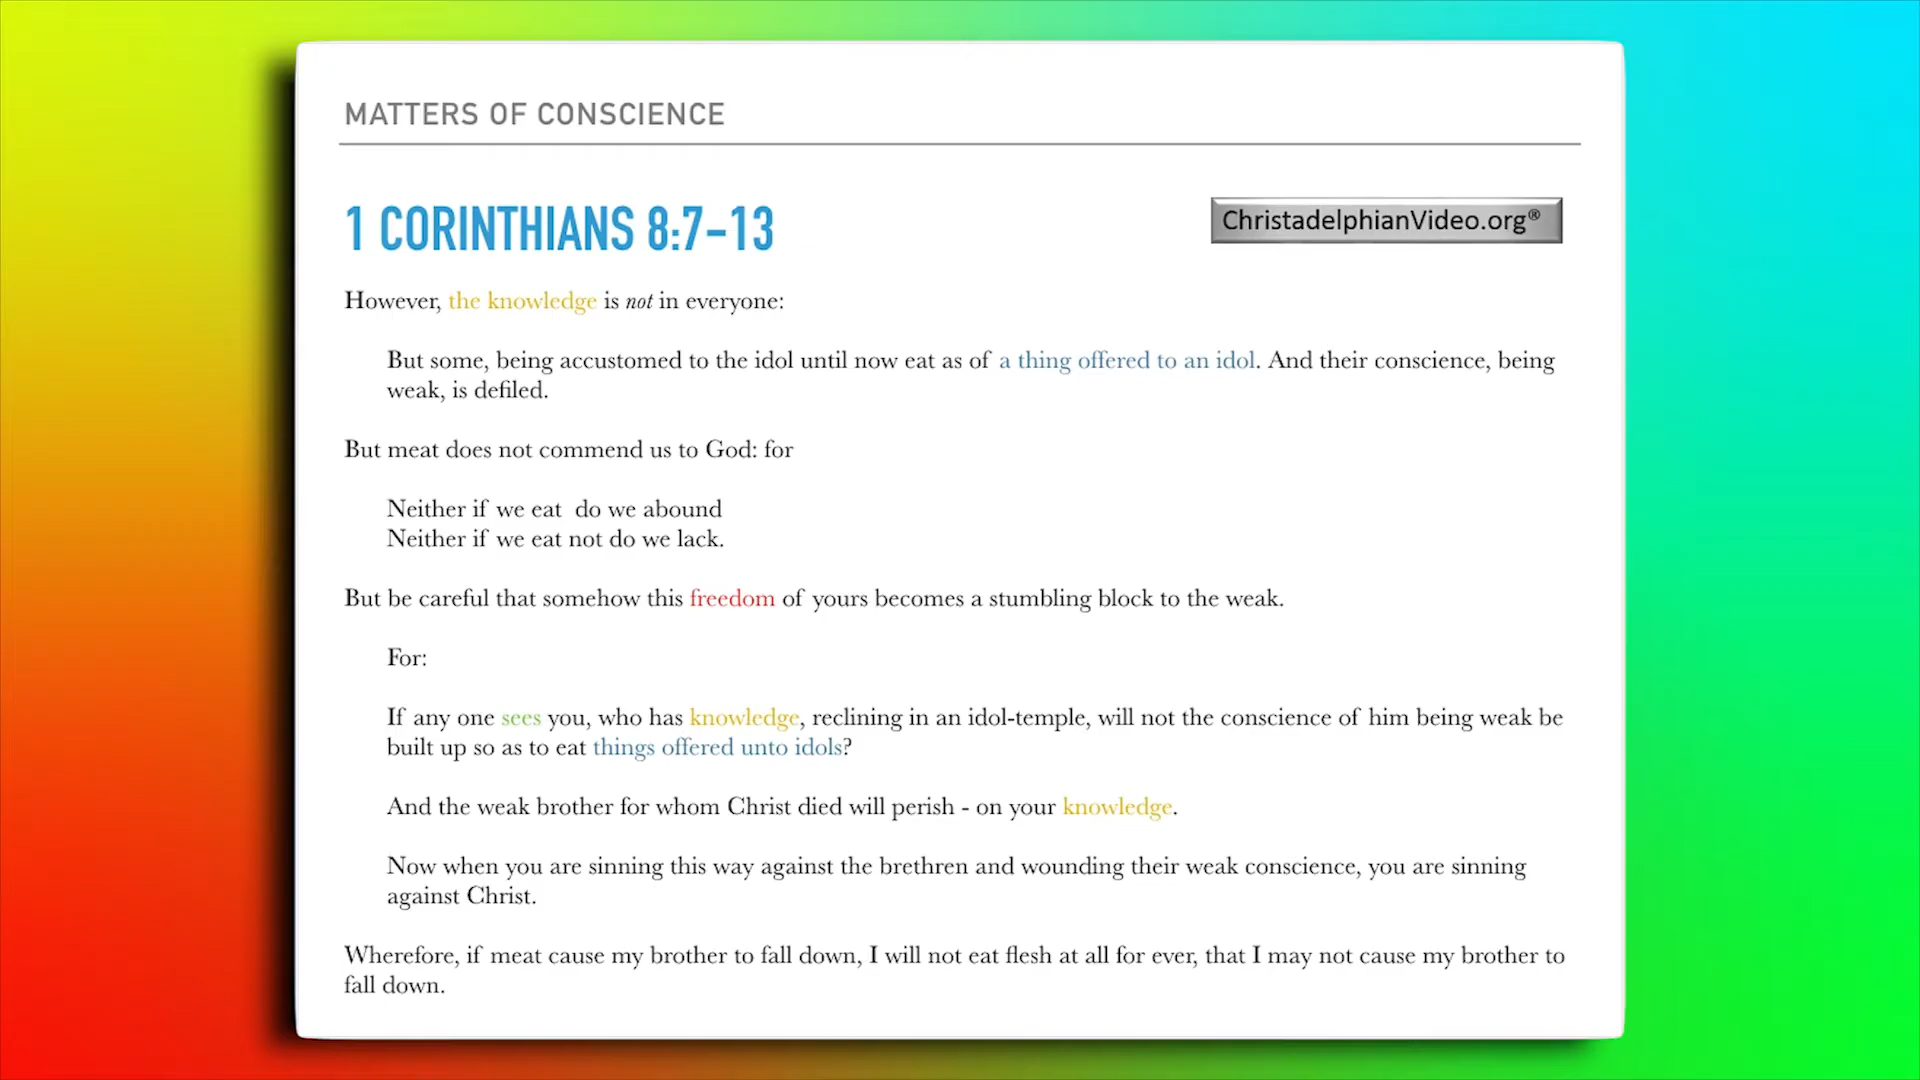 MATTERS OF CONSCIENCE
1 CORINTHIANS 8:7-13
ChristadelphianVideo.org®
However, the knowledge is not in everyone:
But some, being accustomed to the idol until now eat as of a thing offered to an idol. And their conscience, being
weak, is defiled.
But meat does not commend us to God: for
Neither if we eat do we abound
Neither if we eat not do we lack.
But be careful that somehow this freedom of yours becomes a stumbling block to the weak.
For:
If any one sees you, who has knowledge, reclining in an idol-temple, will not the conscience of him being weak be
built up so as to eat things offered unto idols?
And the weak brother for whom Christ died will perish - on your knowledge.
Now when you are sinning this way against the brethren and wounding their weak conscience, you are sinning
against Christ.
Wherefore, if meat cause my brother to fall down, I will not eat flesh at all for ever, that I may not cause my brother to
fall down.